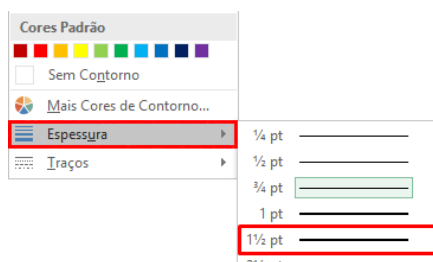 Cores Padrão
Sem Contorno
Mais Cores de Contorno...
Espessura
Traços
¼ pt
½ pt
¾ pt
1 pt
1½ pt